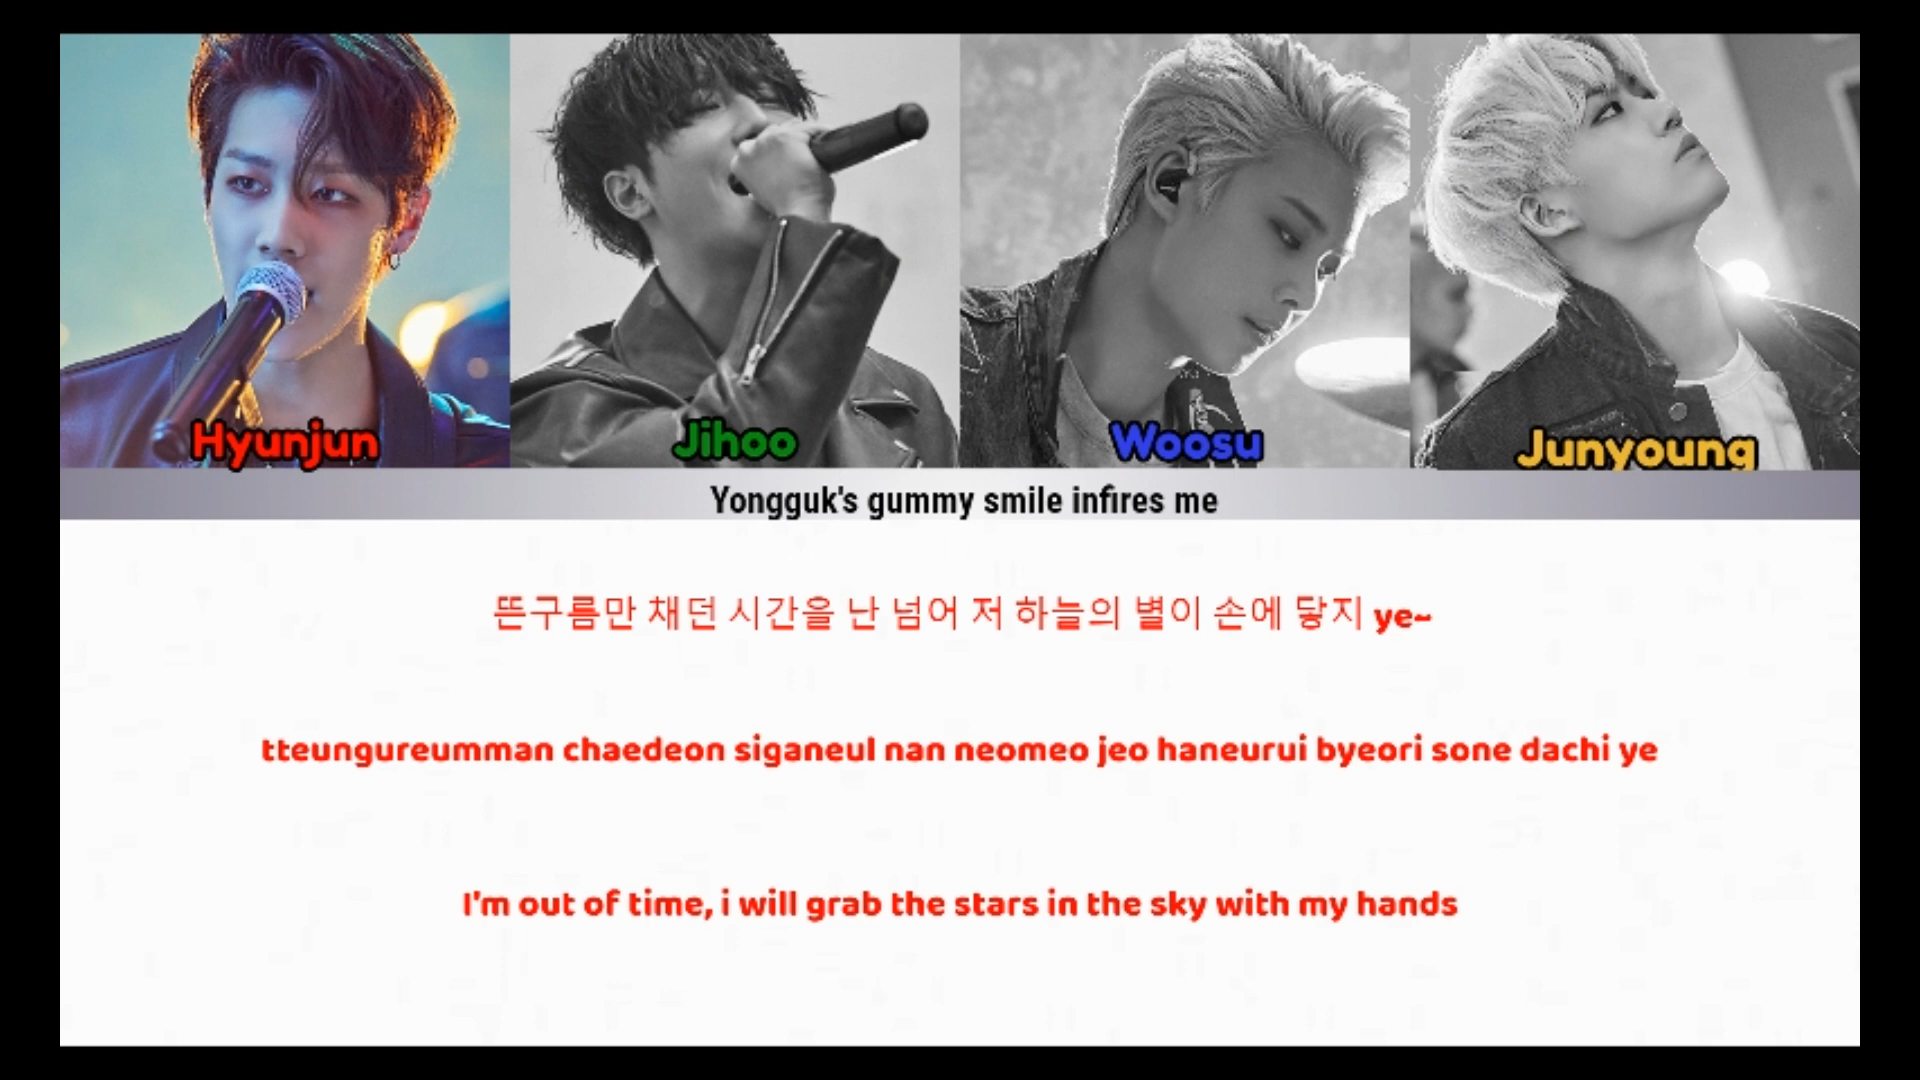 Hyunjun
Jihoo
Woosu
Junyoung
Yongguk's gummy smile infires me
뜬구름만 채던 시간을 난 넘어 저 하늘의 별이 손에 닿지 ye~
tteungureumman chaedeon siganeul nan neomeo jeo haneurui byeori sone dachi ye
I'm out of time, i will grab the stars in the sky with my hands